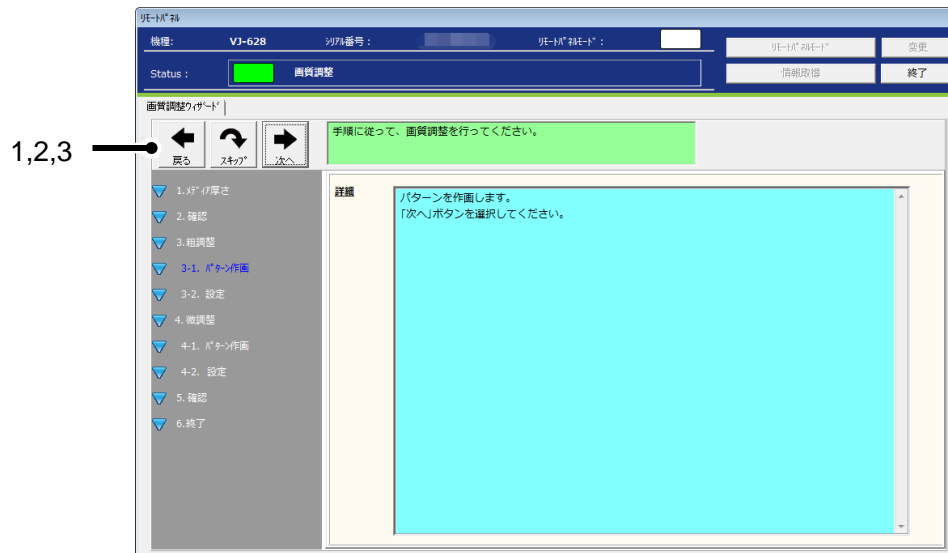 ﾘﾓｰﾄﾊﾟﾈﾙ
機種: VJ-628 ｼﾘｱﾙ番号： ﾘﾓｰﾄﾊﾟﾈﾙﾓｰﾄﾞ： ﾘﾓｰﾄﾊﾟﾈﾙﾓｰﾄﾞ 変更
Status： 画質調整 情報取得 終了
画質調整ｳｨｻﾞｰﾄﾞ
手順に従って、画質調整を行ってください。
1,2,3
戻る ｽｷｯﾌﾟ 次へ
1.ﾒﾃﾞｨｱ厚さ
2.確認
3.粗調整
3-1. ﾊﾟﾀｰﾝ作画
3-2. 設定
4.微調整
4-1. ﾊﾟﾀｰﾝ作画
4-2. 設定
5.確認
6.終了
詳細
パターンを作画します。
「次へ」ボタンを選択してください。